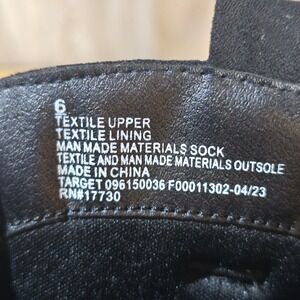 6
TEXTILE UPPER
TEXTILE LINING
MAN MADE MATERIALS SOCK
TEXTILE AND MAN MADE MATERIALS OUTSOLE
MADE IN CHINA
TARGET 096150036 F00011302-04/23
RN#17730